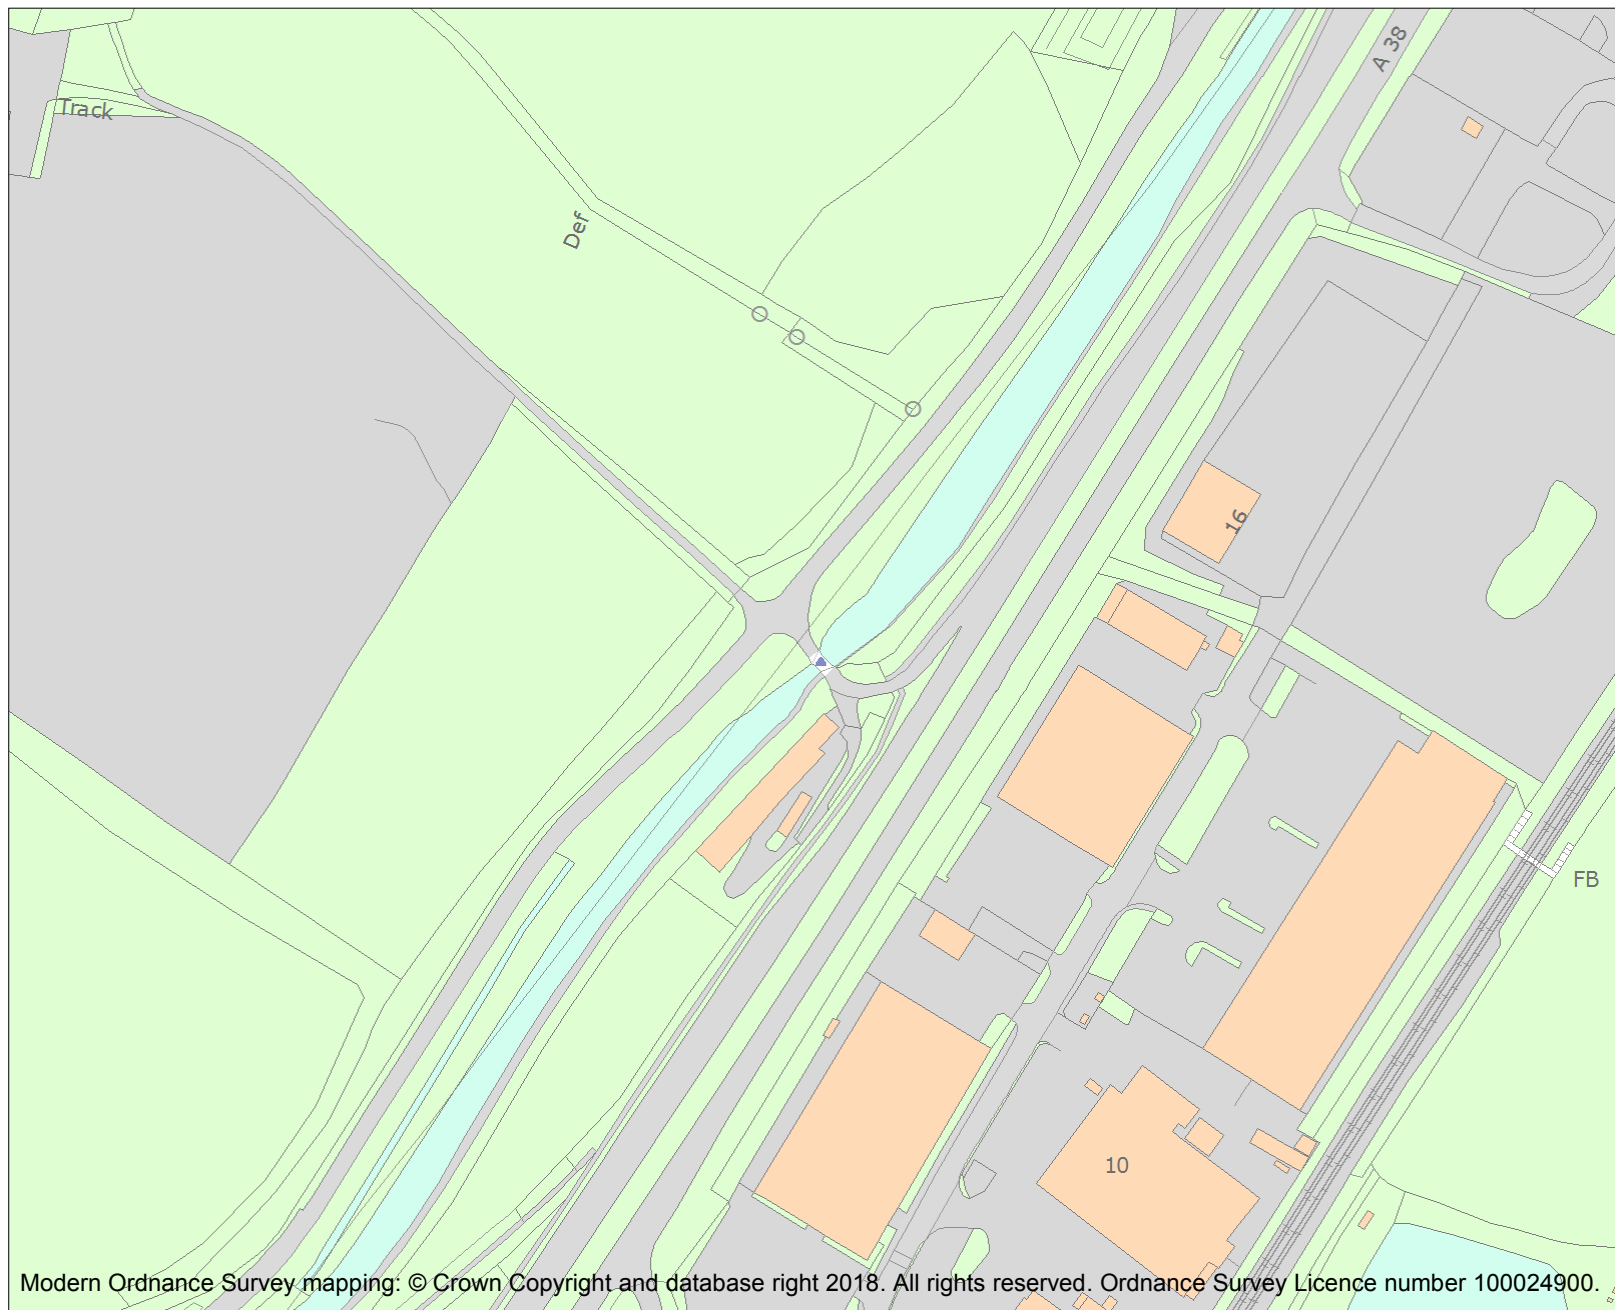 A 38
Track
Def
16
FB
10
Modern Ordnance Survey mapping: © Crown Copyright and database right 2018. All rights reserved. Ordnance Survey Licence number 100024900.